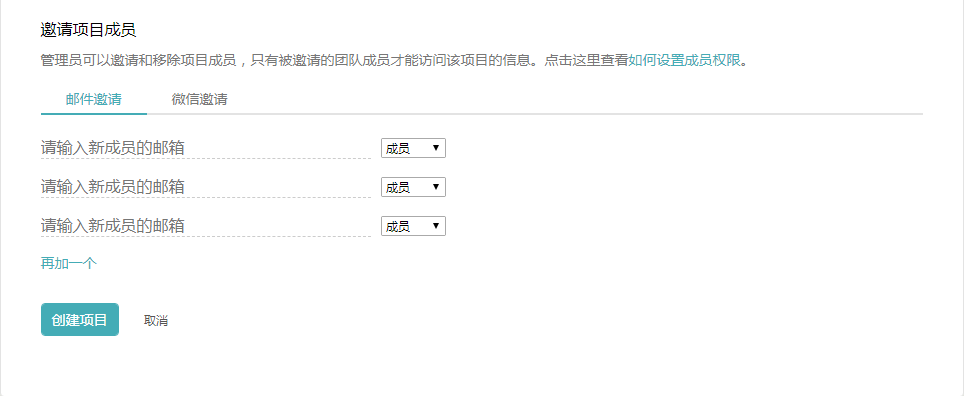 邀请项目成员
管理员可以邀请和移除项目成员，只有被邀请的团队成员才能访问该项目的信息。点击这里查看如何设置成员权限。
邮件邀请 微信邀请
请输入新成员的邮箱 成员
请输入新成员的邮箱 成员
请输入新成员的邮箱 成员
再加一个
创建项目 取消